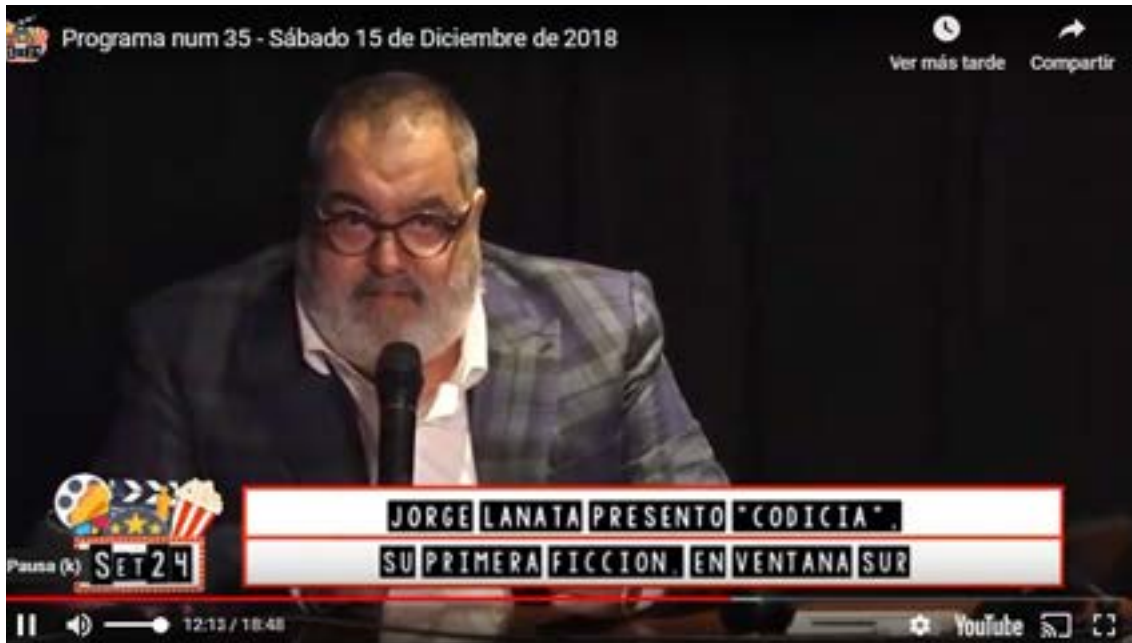 Programa num 35 - Sábado 15 de Diciembre de 2018
Ver más tarde
Compartir
JORGE LANATA PRESENTO "CODICIA",
SU PRIMERA FICCION, EN VENTANA SUR
Pausa (k)
SET24
12:13 / 18:48
YouTube